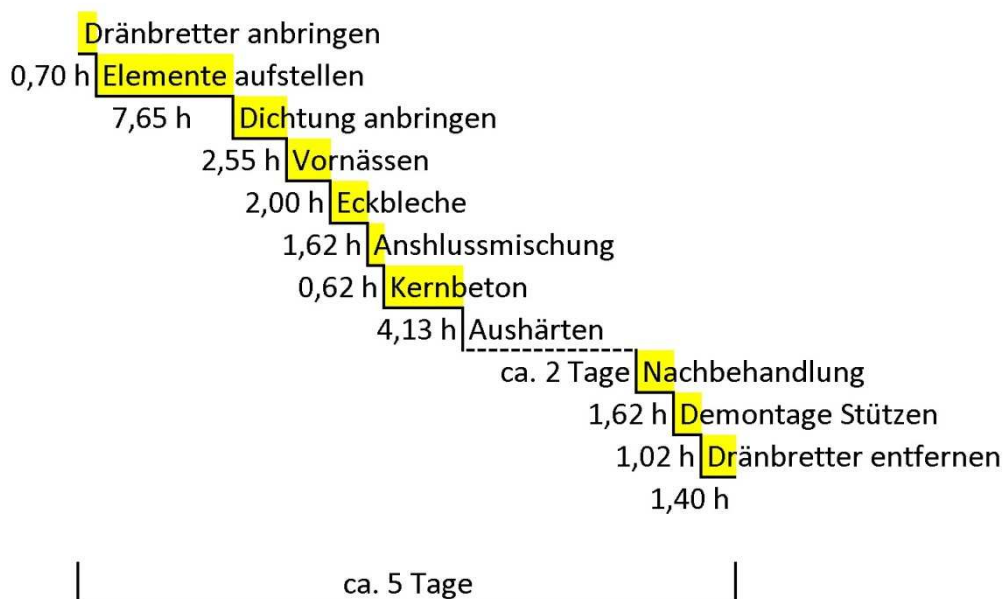 Dränbretter anbringen
0,70 h Elemente aufstellen
7,65 h Dichtung anbringen
2,55 h Vornässen
2,00 h Eckbleche
1,62 h Anshlussmischung
0,62 h Kernbeton
4,13 h Aushärten
ca. 2 Tage Nachbehandlung
1,62 h Demontage Stützen
1,02 h Dränbretter entfernen
1,40 h
ca. 5 Tage